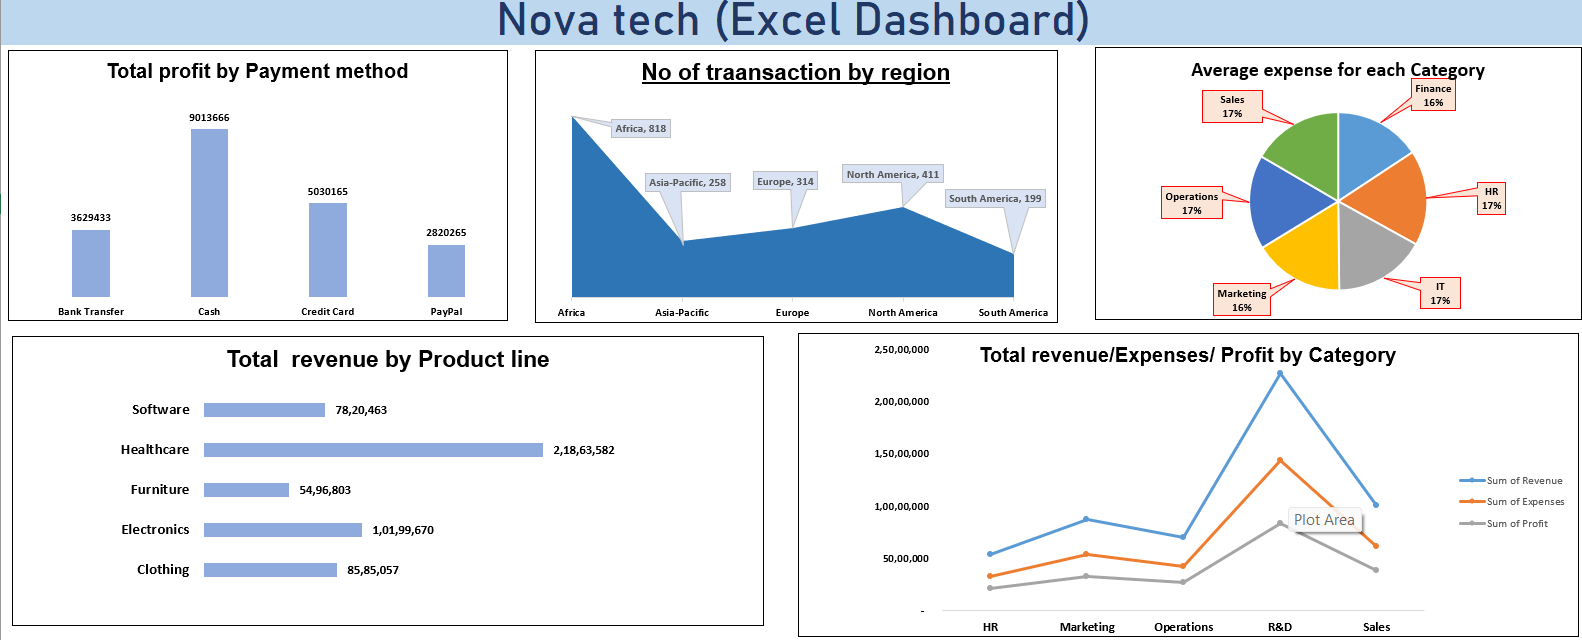 Nova tech (Excel Dashboard)
Total profit by Payment method
9013666
5030165
3629433
2820265
Bank Transfer
Cash
Credit Card
PayPal
No of traansaction by region
Africa, 818
Asia-Pacific, 258
Europe, 314
North America, 411
South America, 199
Africa
Asia-Pacific
Europe
North America
South America
Average expense for each Category
Finance
16%
HR
17%
IT
17%
Marketing
16%
Operations
17%
Sales
17%
Total  revenue by Product line
Software
78,20,463
Healthcare
2,18,63,582
Furniture
54,96,803
Electronics
1,01,99,670
Clothing
85,85,057
Total revenue/Expenses/ Profit by Category
2,50,00,000
2,00,00,000
1,50,00,000
1,00,00,000
50,00,000
-
HR
Marketing
Operations
R&D
Sales
Plot Area
Sum of Revenue
Sum of Expenses
Sum of Profit